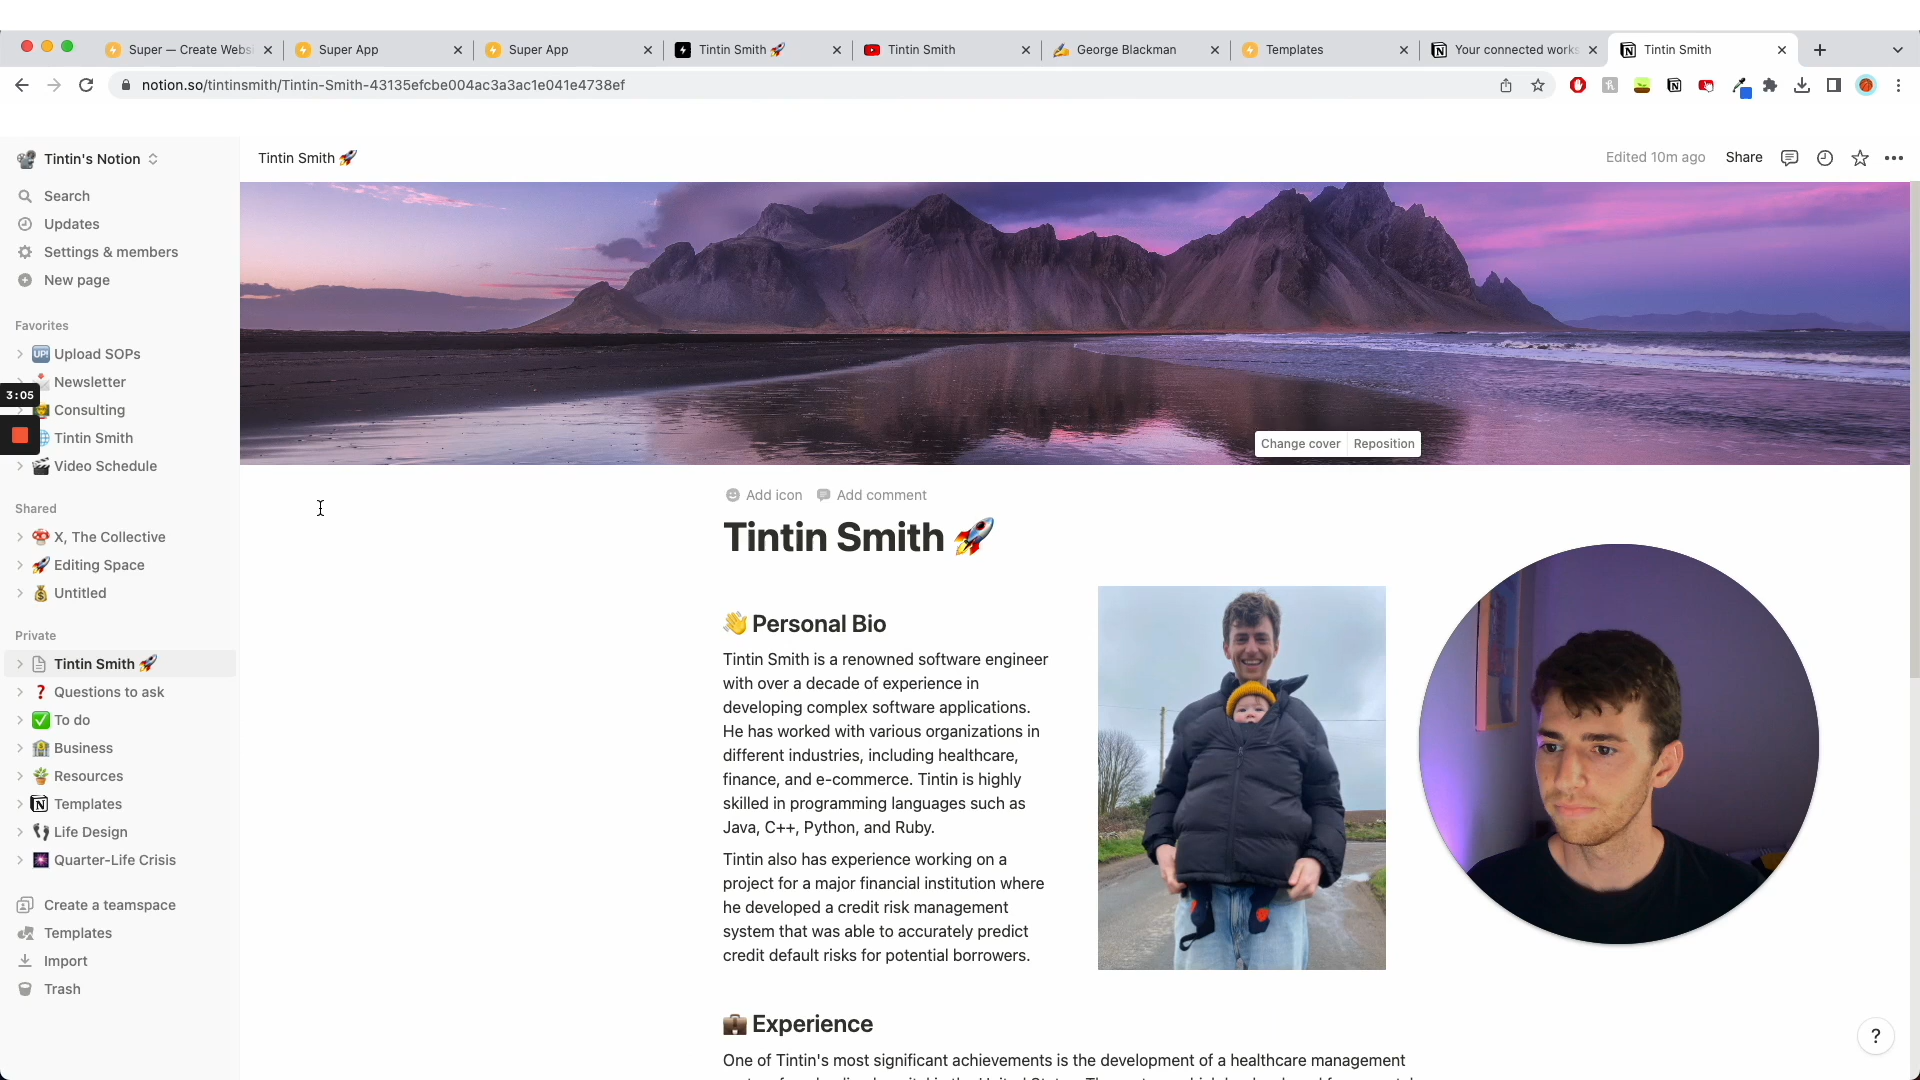 Super — Create Websi
Super App
Super App
Tintin Smith 🚀
Tintin Smith
George Blackman
Templates
Your connected works
Tintin Smith
notion.so/tintinsmith/Tintin-Smith-43135efcbe004ac3a3ac1e041e4738ef
Tintin's Notion
Tintin Smith 🚀
Edited 10m ago
Share
Search
Updates
Settings & members
New page
Favorites
UP! Upload SOPs
Newsletter
3:05
Consulting
Tintin Smith
Video Schedule
Shared
X, The Collective
Editing Space
Untitled
Private
Tintin Smith 🚀
Questions to ask
To do
Business
Resources
Templates
Life Design
Quarter-Life Crisis
Create a teamspace
Templates
Import
Trash
Change cover
Reposition
Add icon
Add comment
Tintin Smith 🚀
👋 Personal Bio
Tintin Smith is a renowned software engineer
with over a decade of experience in
developing complex software applications.
He has worked with various organizations in
different industries, including healthcare,
finance, and e-commerce. Tintin is highly
skilled in programming languages such as
Java, C++, Python, and Ruby.
Tintin also has experience working on a
project for a major financial institution where
he developed a credit risk management
system that was able to accurately predict
credit default risks for potential borrowers.
💼 Experience
One of Tintin's most significant achievements is the development of a healthcare management
?